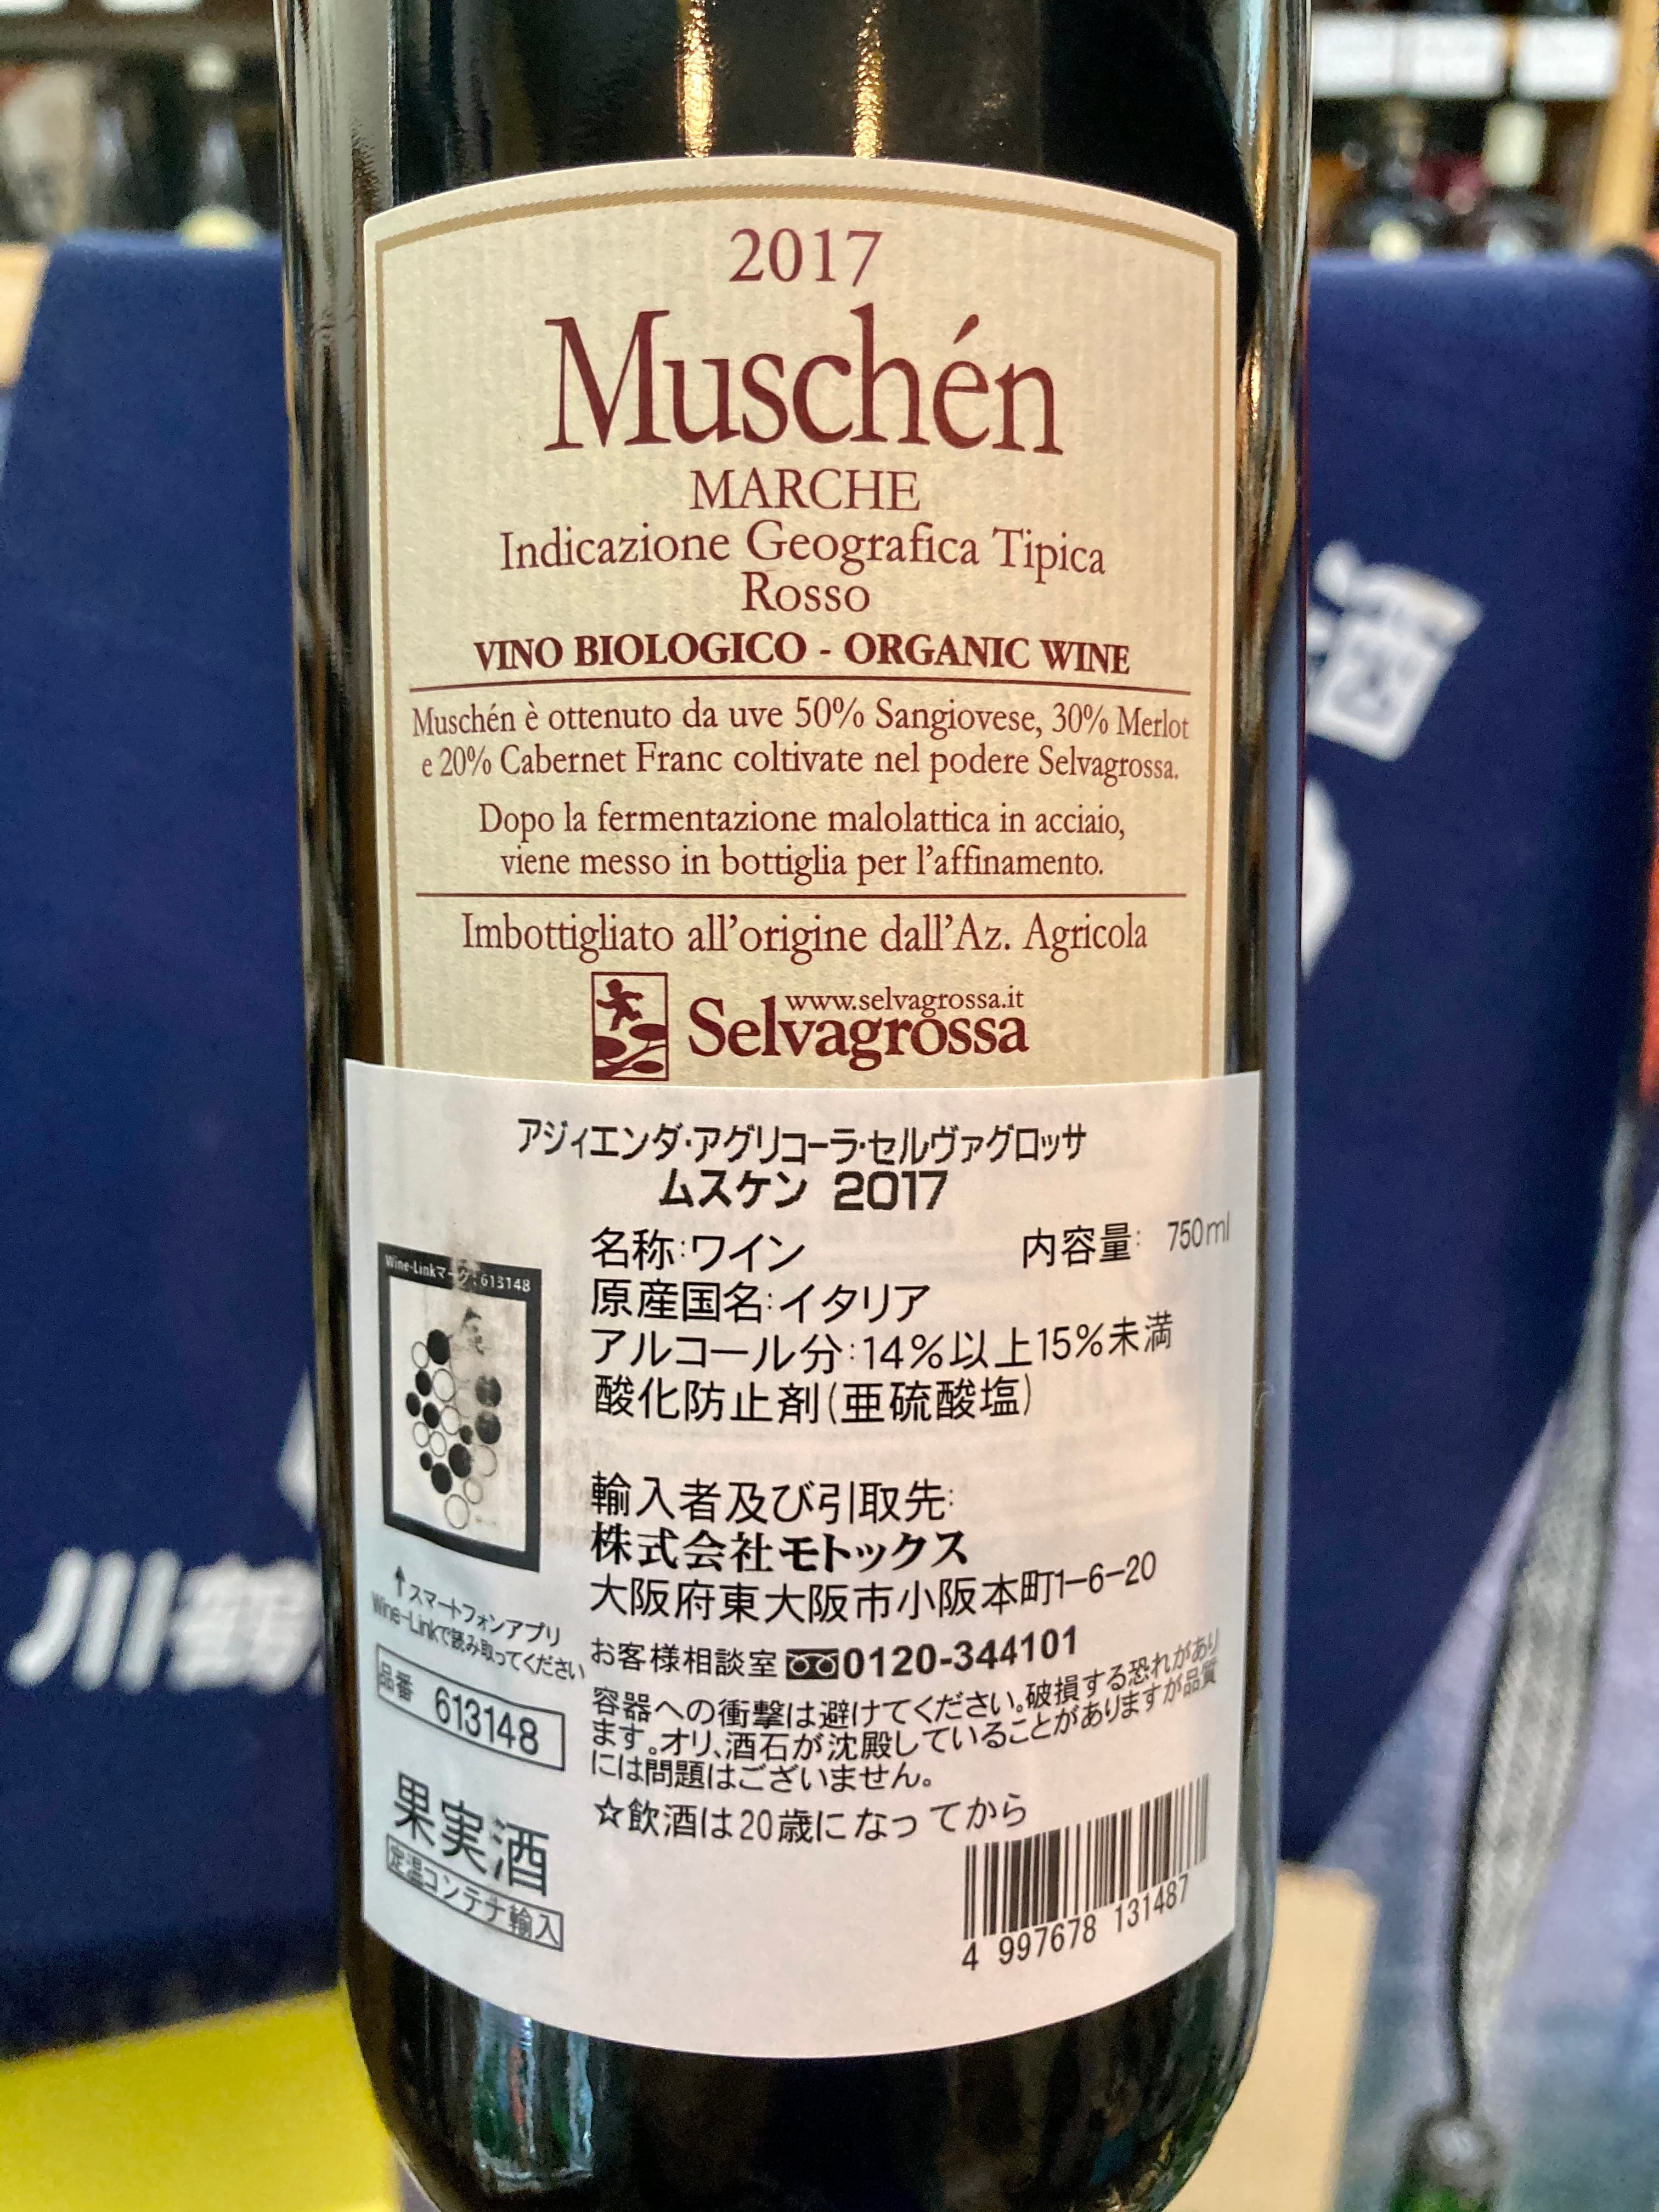 2017
Muschén
MARCHE
Indicazione Geografica Tipica
Rosso
VINO BIOLOGICO - ORGANIC WINE
Muschén è ottenuto da uve 50% Sangiovese, 30% Merlot
e 20% Cabernet Franc coltivate nel podere Selvagrossa.
Dopo la fermentazione malolattica in acciaio,
viene messo in bottiglia per l'affinamento.
Imbottigliato all'origine dall'Az. Agricola
www.selvagrossa.it
Selvagrossa
アジィエンダ・アグリコーラ・セルヴァグロッサ
ムスケン 2017
名称:ワイン 内容量: 750ml
原産国名:イタリア
アルコール分:14%以上15%未満
酸化防止剤(亜硫酸塩)
輸入者及び引取先:
株式会社モトックス
大阪府東大阪市小阪本町1-6-20
お客様相談室 0120-344101
容器への衝撃は避けてください。破損する恐れがあり
ます。オリ、酒石が沈殿していることがありますが品質
には問題はございません。
☆飲酒は20歳になってから
Wine-Linkマーク:613148
↑スマートフォンアプリ
Wine-Linkで読み取ってください
品番 613148
果実酒
定温コンテナ輸入
4 997678 131487
川鶴
酒